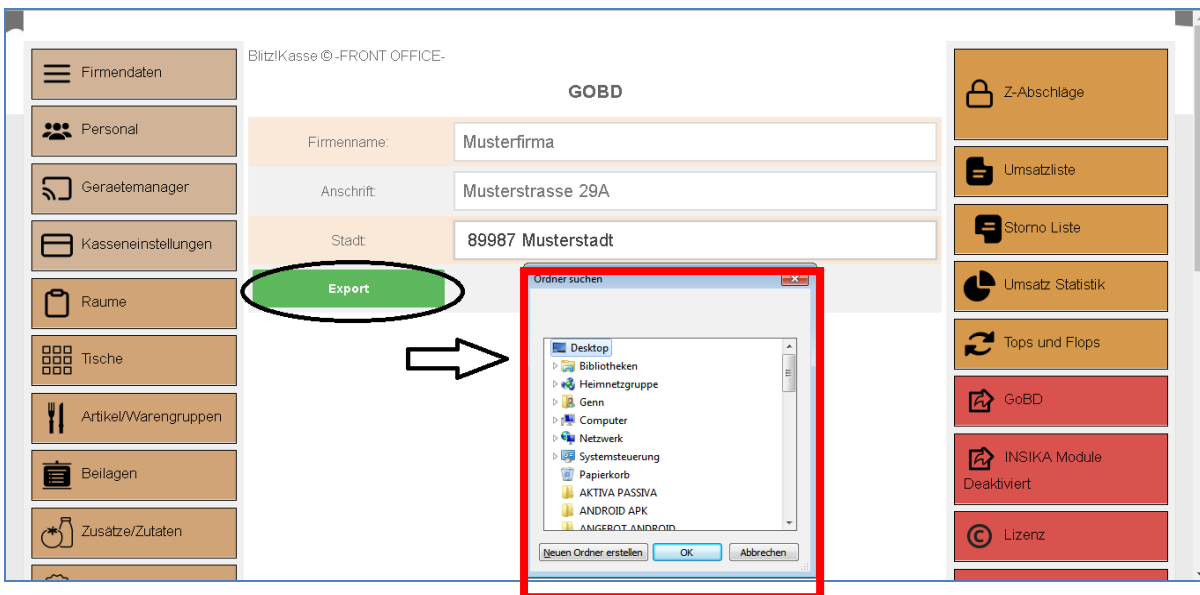 Firmendaten
Personal
Geraetemanager
Kasseneinstellungen
Raume
Tische
Artikel/Warengruppen
Beilagen
Zusätze/Zutaten
Blitz!Kasse © -FRONT OFFICE-
GOBD
Firmenname: Musterfirma
Anschrift: Musterstrasse 29A
Stadt: 89987 Musterstadt
Export
Ordner suchen
Desktop
Bibliotheken
Heimnetzgruppe
Genn
Computer
Netzwerk
Systemsteuerung
Papierkorb
AKTIVA PASSIVA
ANDROID APK
ANGEBOT ANDROID
Neuen Ordner erstellen OK Abbrechen
Z-Abschläge
Umsatzliste
Storno Liste
Umsatz Statistik
Tops und Flops
GoBD
INSIKA Module
Deaktiviert
Lizenz